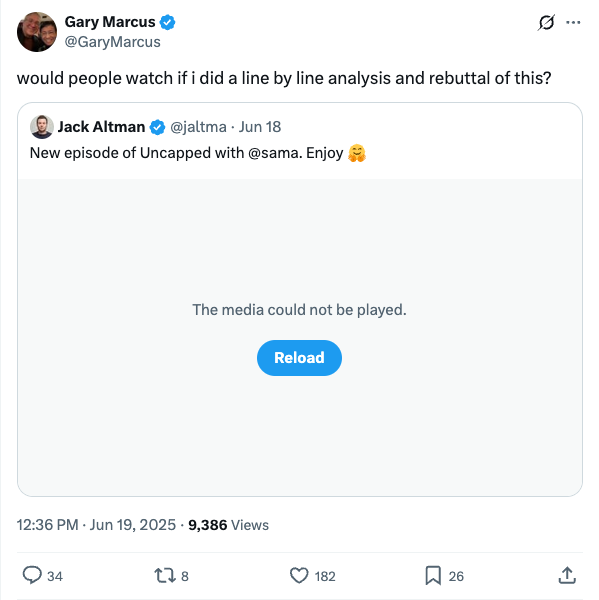 Gary Marcus
@GaryMarcus
would people watch if i did a line by line analysis and rebuttal of this?
Jack Altman @jaltma · Jun 18
New episode of Uncapped with @sama. Enjoy 🤗
The media could not be played.
Reload
12:36 PM · Jun 19, 2025 · 9,386 Views
34 8 182 26